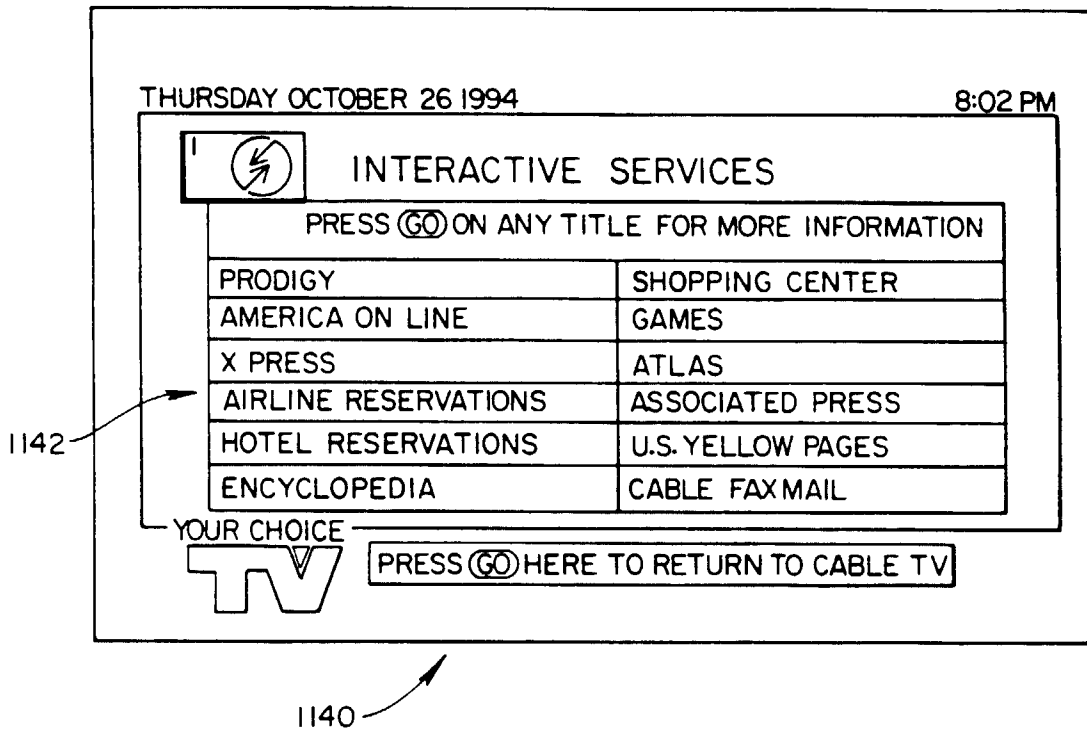 THURSDAY OCTOBER 26 1994 8:02 PM
I
INTERACTIVE SERVICES
PRESS GO ON ANY TITLE FOR MORE INFORMATION
PRODIGY SHOPPING CENTER
AMERICA ON LINE GAMES
X PRESS ATLAS
AIRLINE RESERVATIONS ASSOCIATED PRESS
1142
HOTEL RESERVATIONS U.S. YELLOW PAGES
ENCYCLOPEDIA CABLE FAXMAIL
YOUR CHOICE
TV
PRESS GO HERE TO RETURN TO CABLE TV
1140